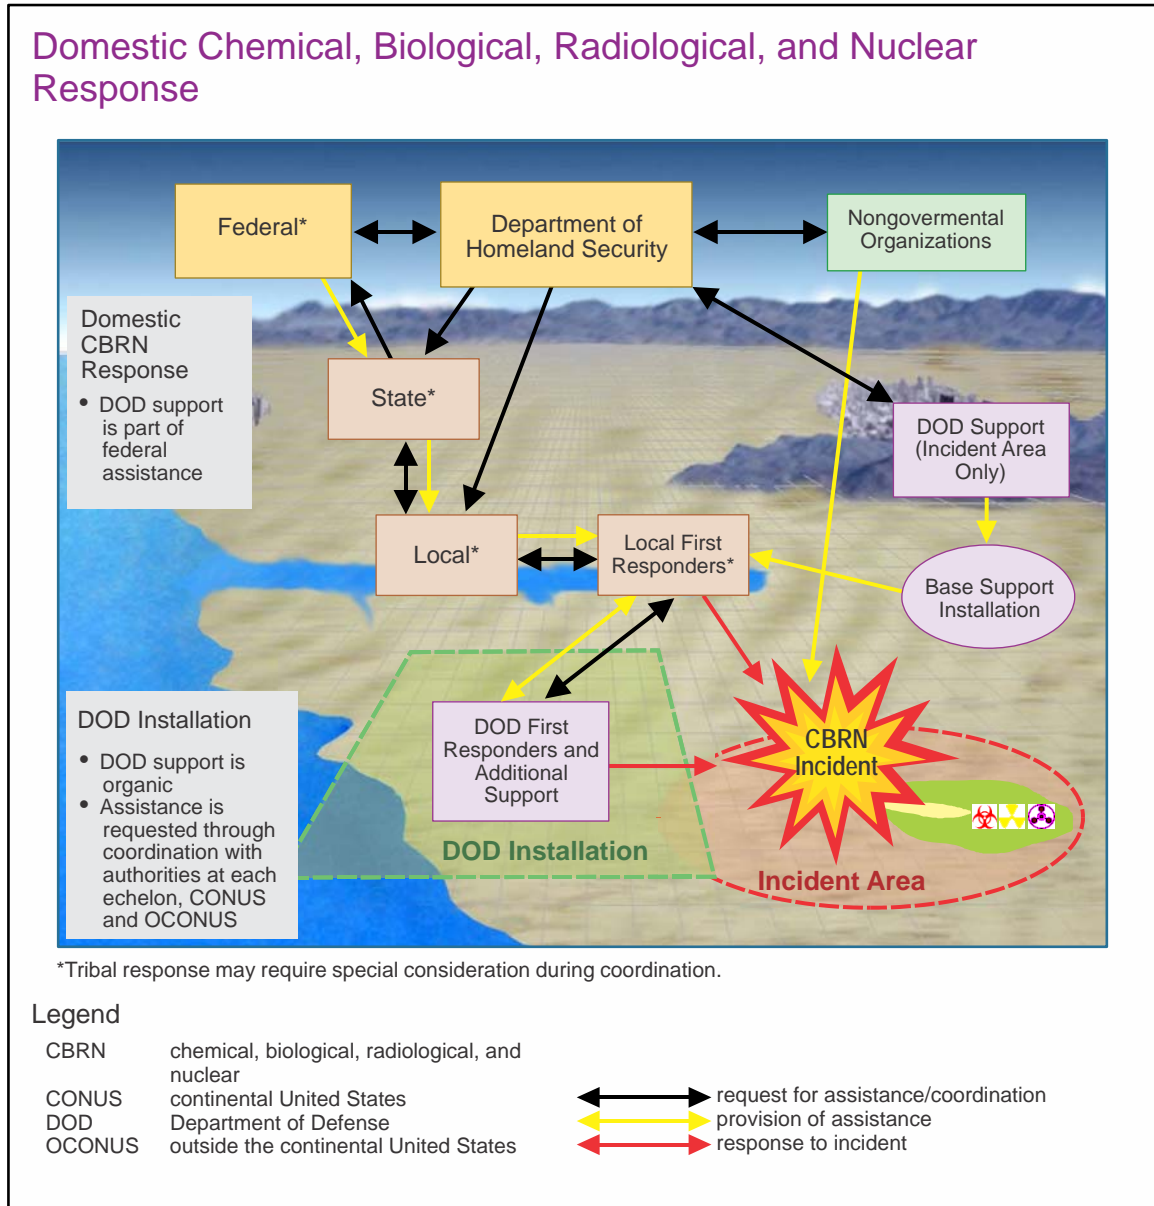 Domestic Chemical, Biological, Radiological, and Nuclear
Response
Federal*
Department of
Homeland Security
Nongovermental
Organizations
Domestic
CBRN
Response
• DOD support
is part of
federal
assistance
State*
DOD Support
(Incident Area
Only)
Local*
Local First
Responders*
Base Support
Installation
DOD Installation
• DOD support is
organic
• Assistance is
requested through
coordination with
authorities at each
echelon, CONUS
and OCONUS
DOD First
Responders and
Additional
Support
CBRN
Incident
DOD Installation
Incident Area
*Tribal response may require special consideration during coordination.
Legend
CBRN chemical, biological, radiological, and
nuclear
CONUS continental United States
DOD Department of Defense
OCONUS outside the continental United States
request for assistance/coordination
provision of assistance
response to incident